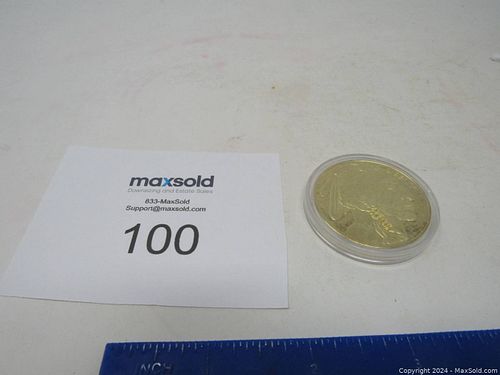 maxsold
Downsizing and Estate Sales
833-MaxSold
Support@maxsold.com
100
Copyright © 2024 - MaxSold.com